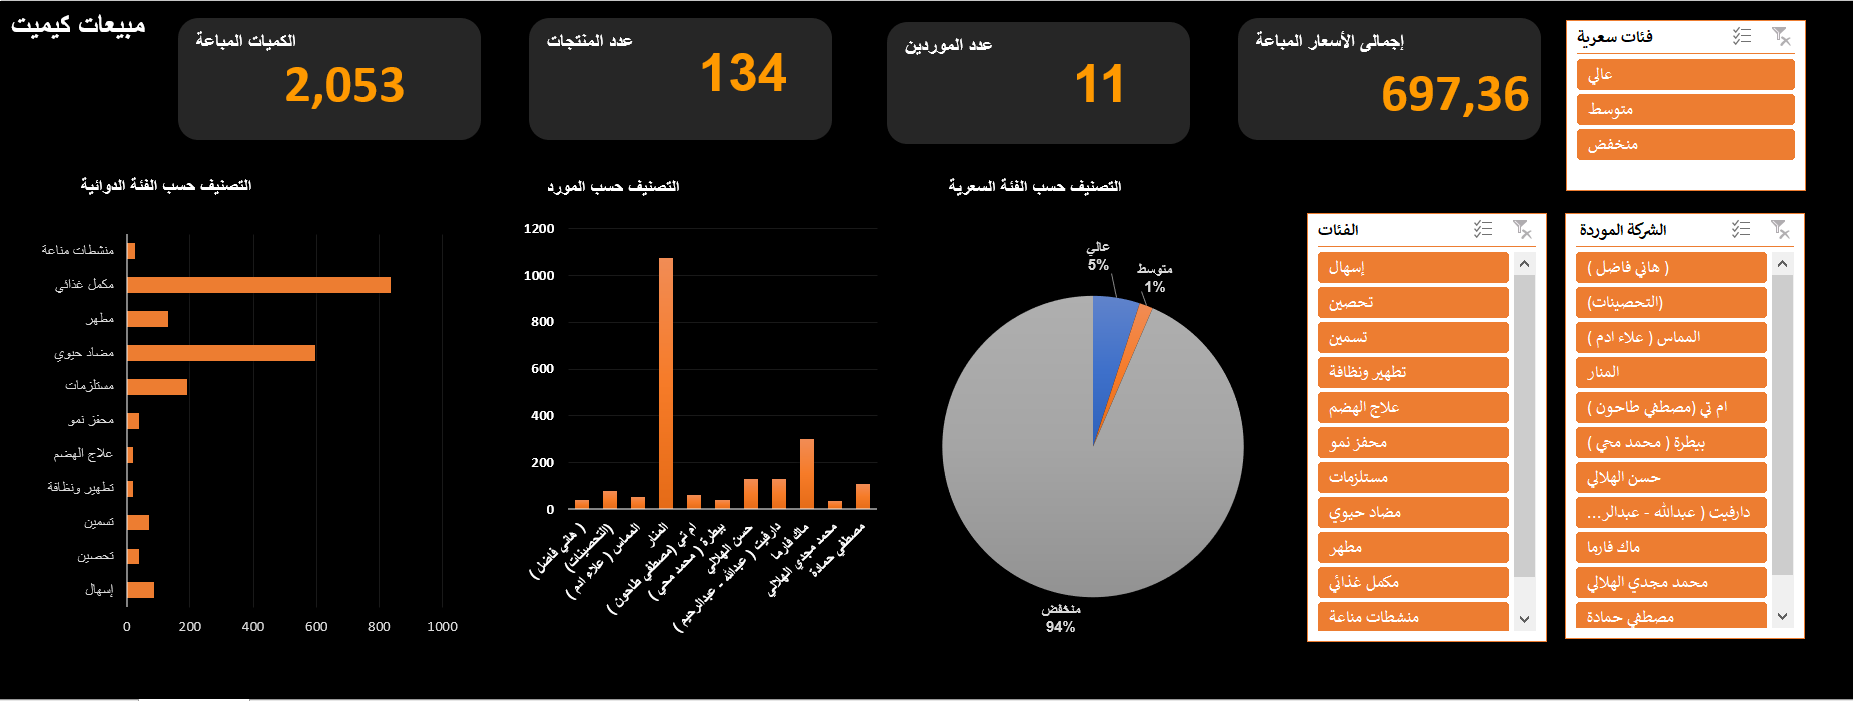 مبيعات كيميت
الكميات المباعة
2,053
عدد المنتجات
134
عدد الموردين
11
إجمالى الأسعار المباعة
697,36
فئات سعرية
عالي
متوسط
منخفض
التصنيف حسب الفئة الدوائية
منشطات مناعة
مكمل غذائي
مطهر
مضاد حيوي
مستلزمات
محفز نمو
علاج الهضم
تطهير ونظافة
تسمين
تحصين
إسهال
0 200 400 600 800 1000
التصنيف حسب المورد
1200
1000
800
600
400
200
0
( هاني فاضل )
(التحصينات)
المماس ( علاء ادم )
المنار
ام تي (مصطفي طاحون )
بيطرة ( محمد محي )
حسن الهلالي
دارفيت ( عبدالله - عبدالرحيم )
ماك فارما
محمد مجدي الهلالي
مصطفي حمادة
التصنيف حسب الفئة السعرية
عالي
5%
متوسط
1%
منخفض
94%
الفئات
إسهال
تحصين
تسمين
تطهير ونظافة
علاج الهضم
محفز نمو
مستلزمات
مضاد حيوي
مطهر
مكمل غذائي
منشطات مناعة
الشركة الموردة
( هاني فاضل )
(التحصينات)
المماس ( علاء ادم )
المنار
ام تي (مصطفي طاحون )
بيطرة ( محمد محي )
حسن الهلالي
دارفيت ( عبدالله - عبدالر...
ماك فارما
محمد مجدي الهلالي
مصطفي حمادة